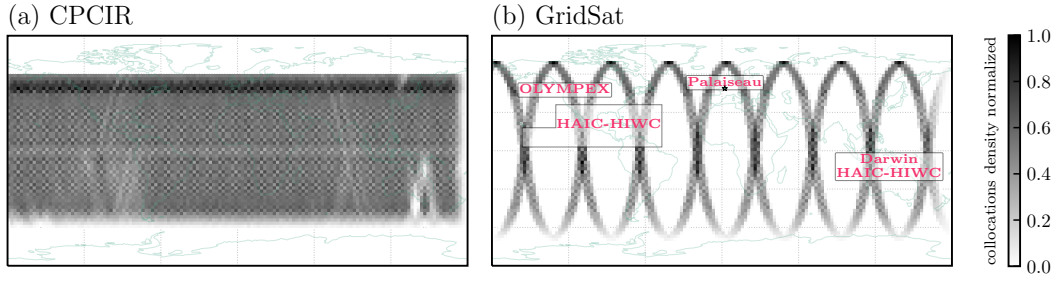 (a) CPCIR
(b) GridSat
OLYMPEX
Palaiseau
HAIC-HIWC
Darwin
HAIC-HIWC
collocations density normalized
1.0
0.8
0.6
0.4
0.2
0.0